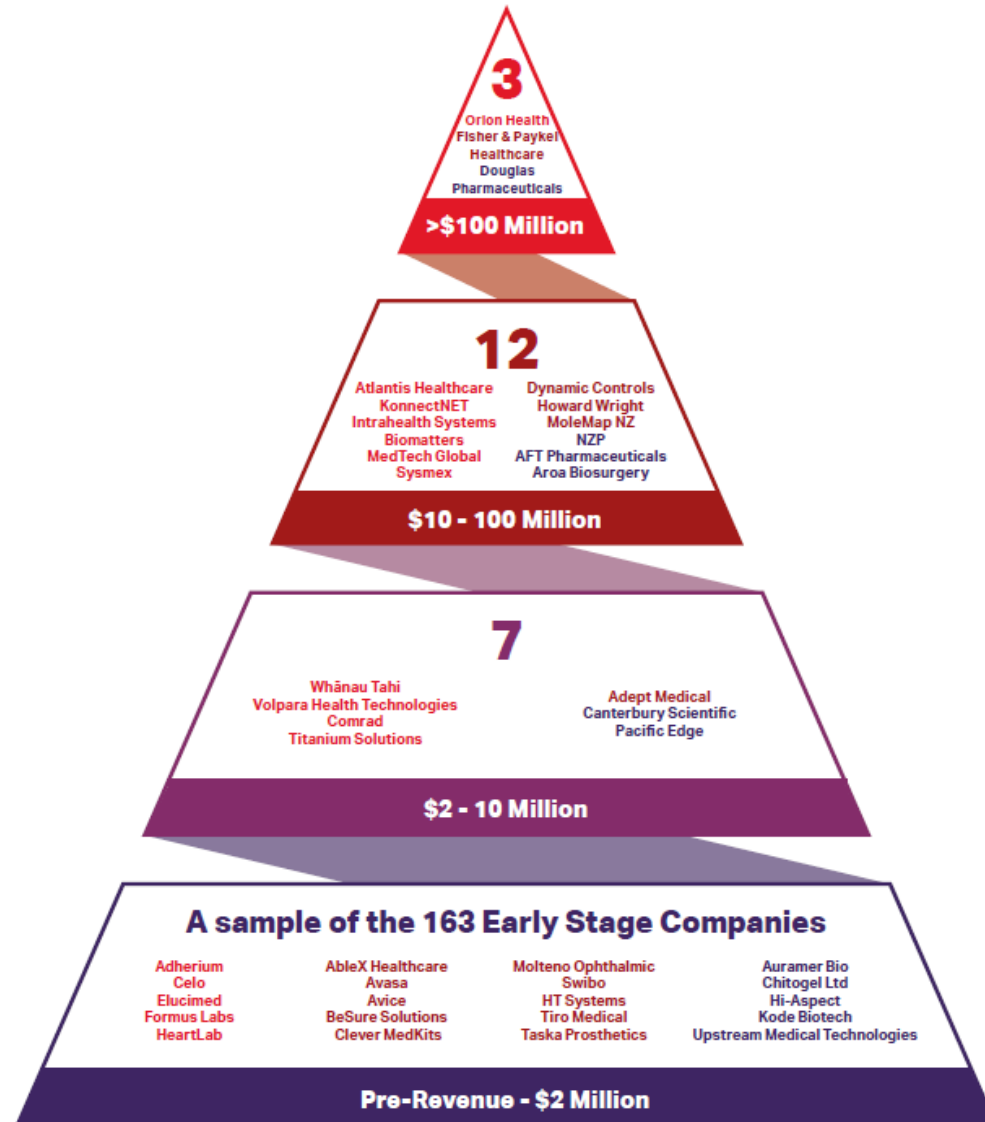 3
Orion Health
Fisher & Paykel
Healthcare
Douglas
Pharmaceuticals
>$100 Million
12
Atlantis Healthcare
KonnectNET
Intrahealth Systems
Biomatters
MedTech Global
Sysmex
Dynamic Controls
Howard Wright
MoleMap NZ
NZP
AFT Pharmaceuticals
Aroa Biosurgery
$10 - 100 Million
7
Whānau Tahi
Volpara Health Technologies
Comrad
Titanium Solutions
Adept Medical
Canterbury Scientific
Pacific Edge
$2 - 10 Million
A sample of the 163 Early Stage Companies
Adherium
Celo
Elucimed
Formus Labs
HeartLab
AbleX Healthcare
Avasa
Avice
BeSure Solutions
Clever MedKits
Molteno Ophthalmic
Swibo
HT Systems
Tiro Medical
Taska Prosthetics
Auramer Bio
Chitogel Ltd
Hi-Aspect
Kode Biotech
Upstream Medical Technologies
Pre-Revenue - $2 Million